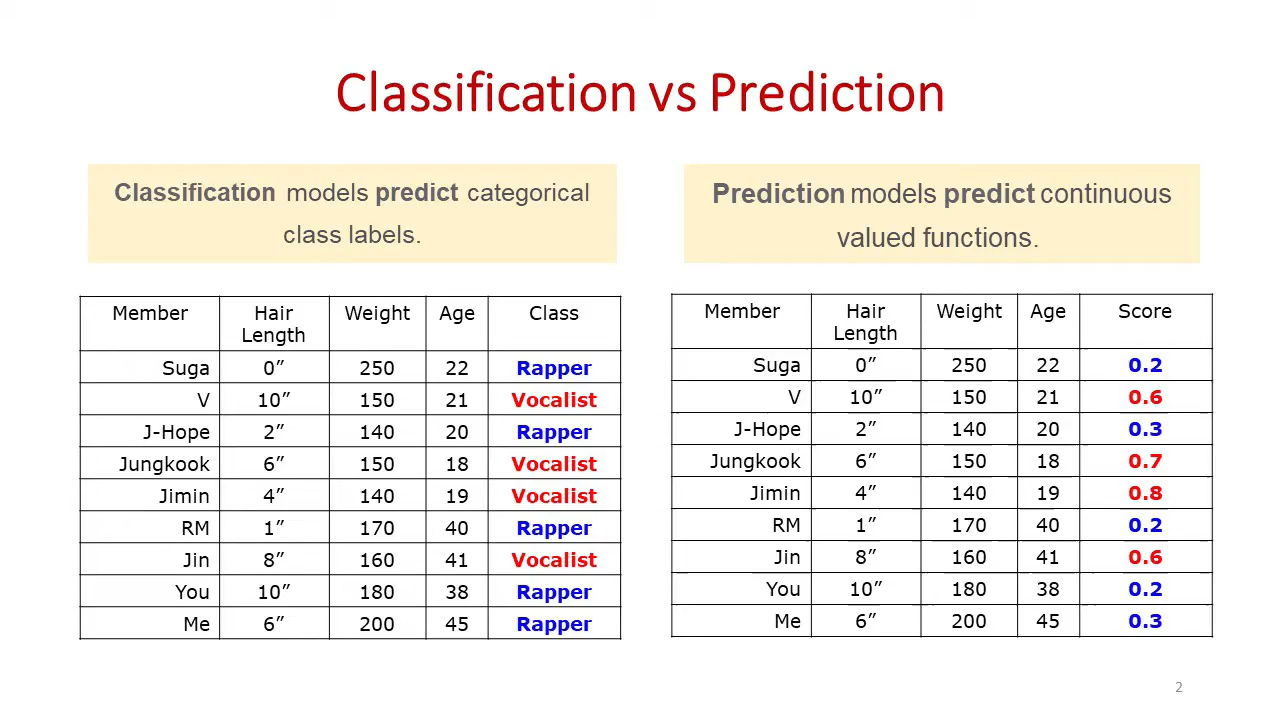 Classification vs Prediction
Classification models predict categorical
class labels.
Member Hair Length Weight Age Class
Suga 0” 250 22 Rapper
V 10” 150 21 Vocalist
J-Hope 2” 140 20 Rapper
Jungkook 6” 150 18 Vocalist
Jimin 4” 140 19 Vocalist
RM 1” 170 40 Rapper
Jin 8” 160 41 Vocalist
You 10” 180 38 Rapper
Me 6” 200 45 Rapper
Prediction models predict continuous
valued functions.
Member Hair Length Weight Age Score
Suga 0” 250 22 0.2
V 10” 150 21 0.6
J-Hope 2” 140 20 0.3
Jungkook 6” 150 18 0.7
Jimin 4” 140 19 0.8
RM 1” 170 40 0.2
Jin 8” 160 41 0.6
You 10” 180 38 0.2
Me 6” 200 45 0.3
2